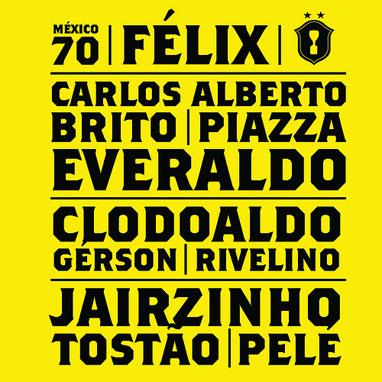 MÉXICO
70 | FÉLIX |
CARLOS ALBERTO
BRITO | PIAZZA
EVERALDO
CLODOALDO
GÉRSON | RIVELINO
JAIRZINHO
TOSTÃO | PELÉ